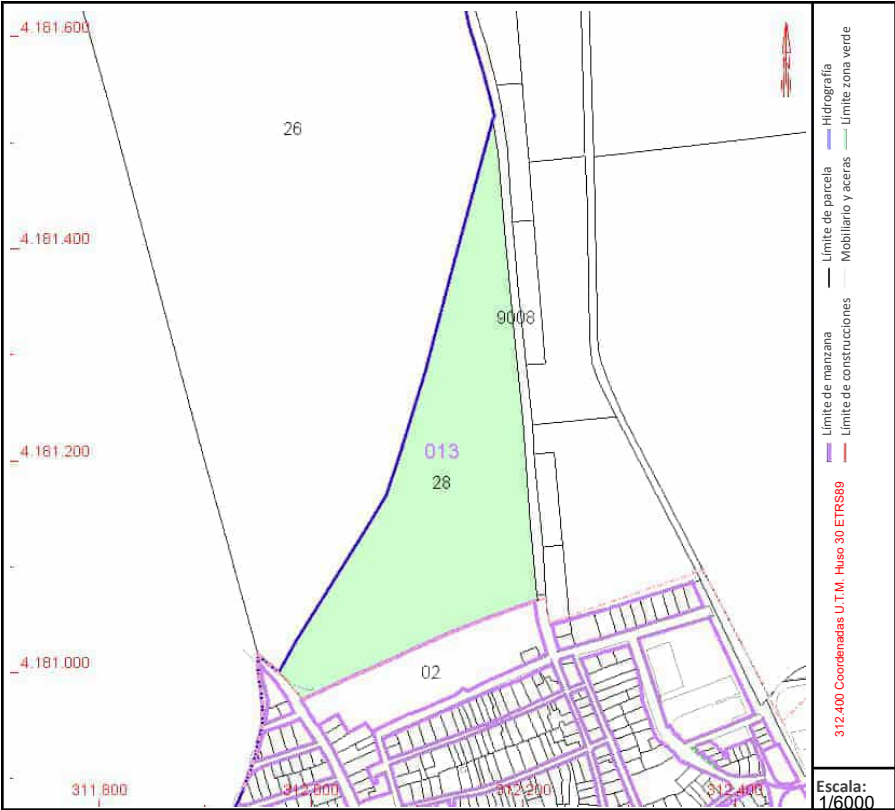 4.181.600
26
4.181.400
9008
4.181.200
013
28
4.181.000
02
311.800
312.000
312.200
312.400
312.400 Coordenadas U.T.M. Huso 30 ETRS89
Límite de manzana
Límite de construcciones
Límite de parcela
Mobiliario y aceras
Hidrografía
Límite zona verde
Escala:
1/6000